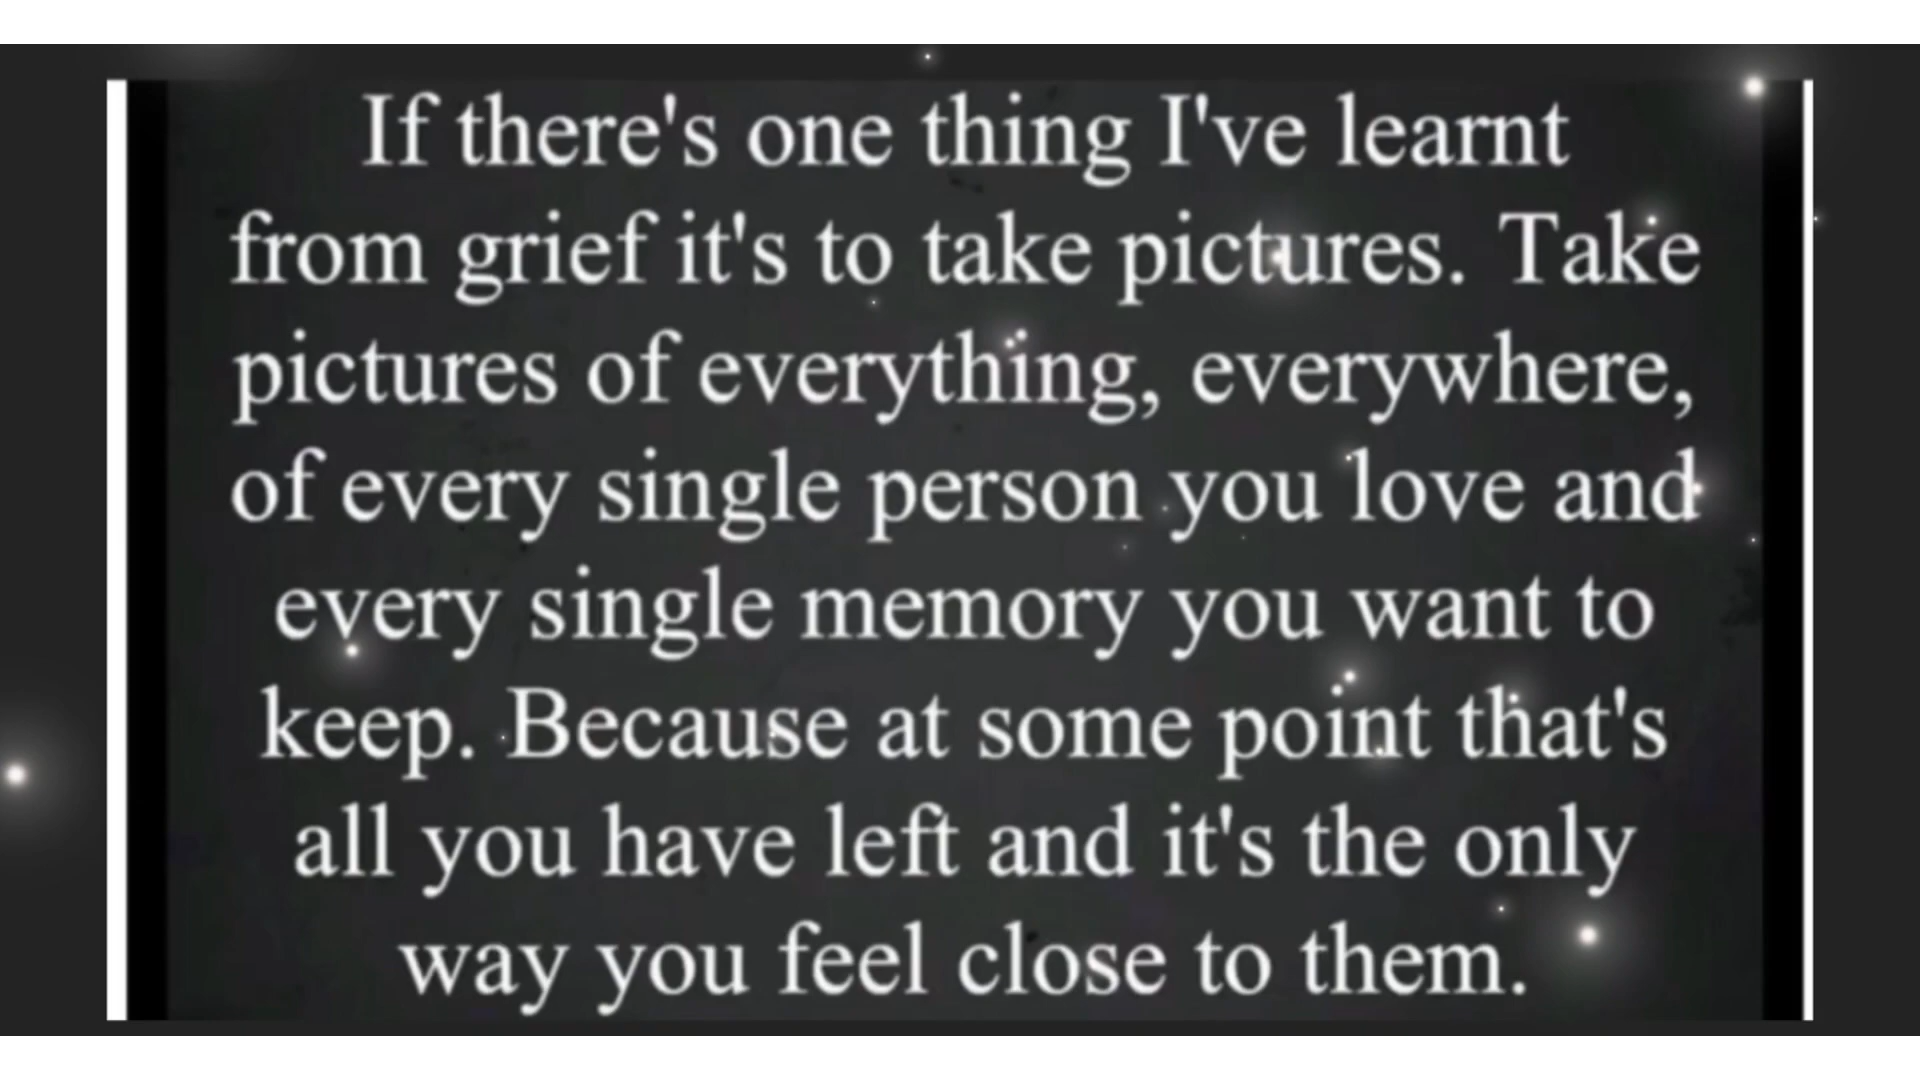 If there's one thing I've learnt
from grief it's to take pictures. Take
pictures of everything, everywhere,
of every single person you love and
every single memory you want to
keep. Because at some point that's
all you have left and it's the only
way you feel close to them.